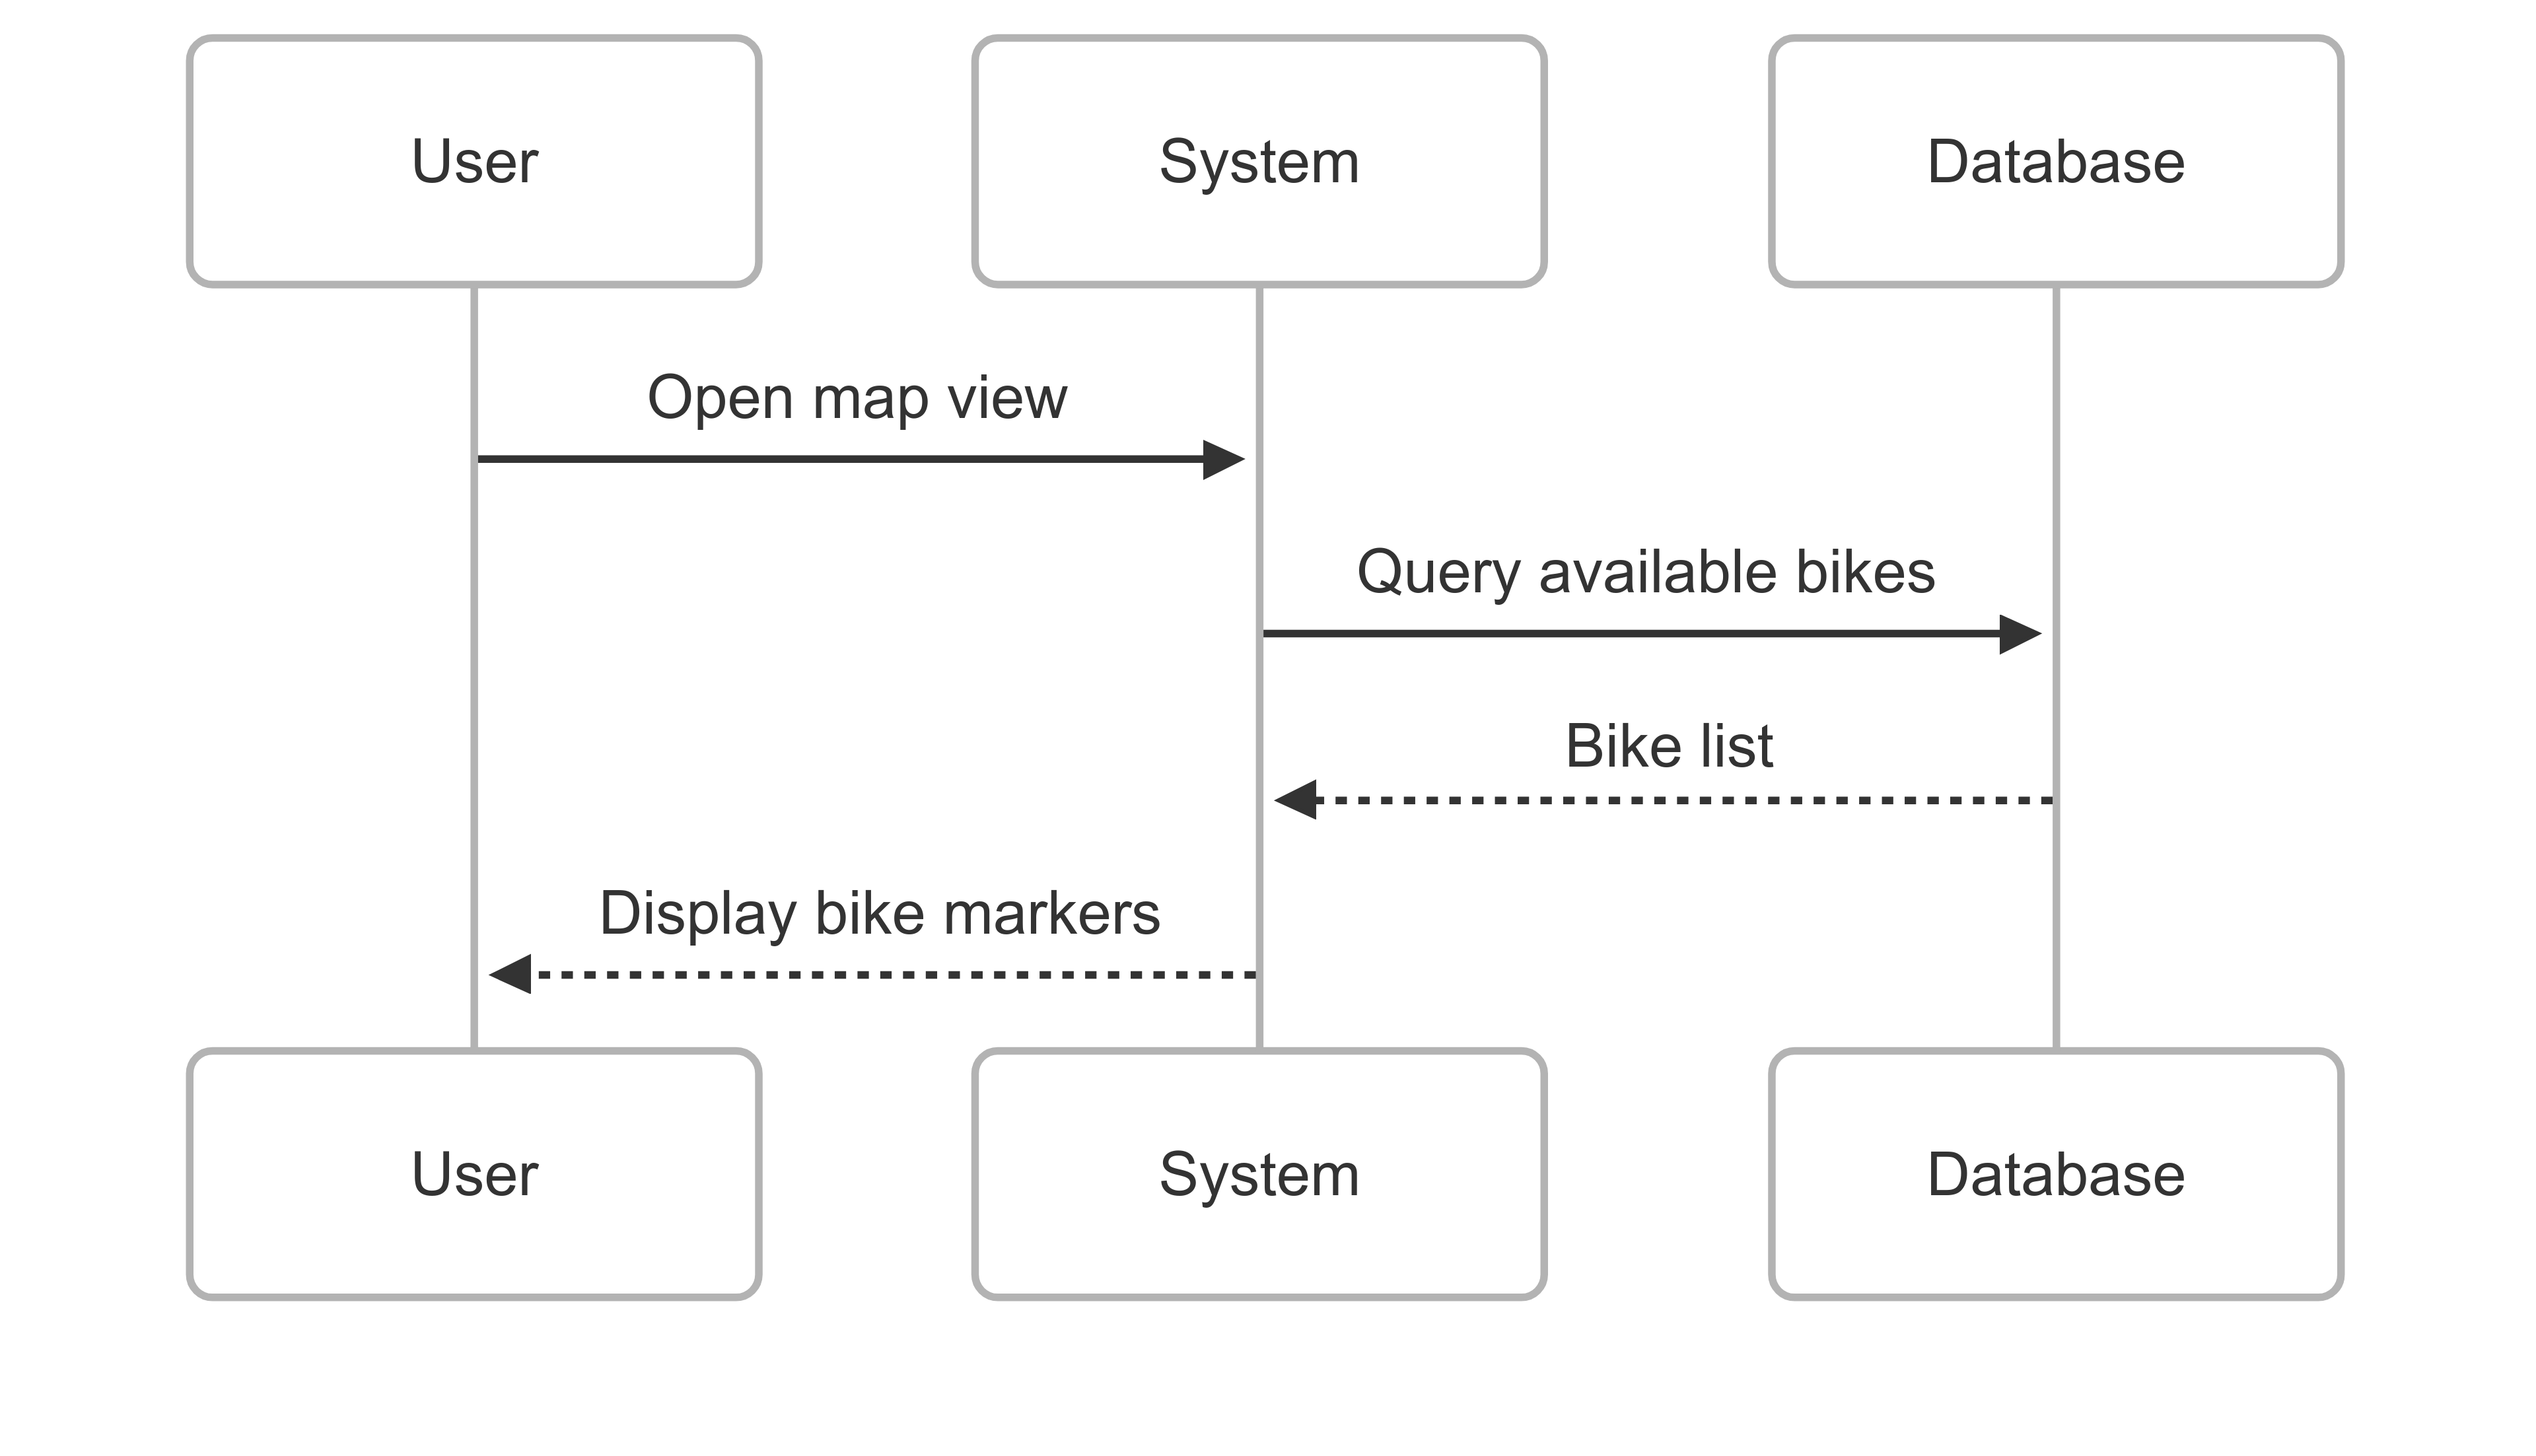 User
System
Database
Open map view
Query available bikes
Bike list
Display bike markers
User
System
Database